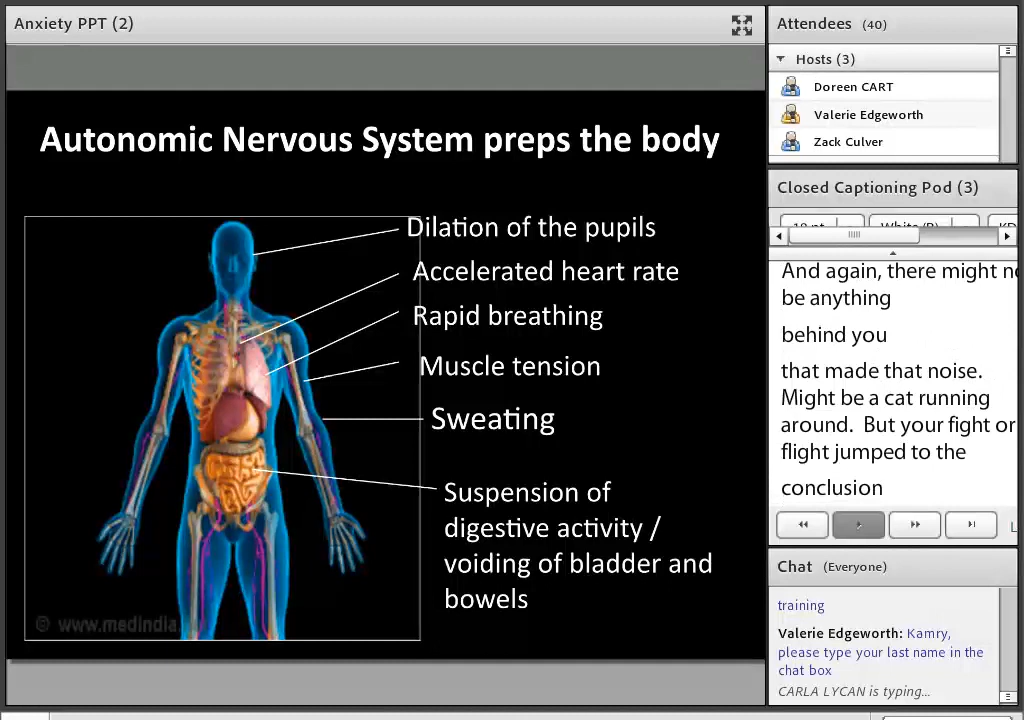 Anxiety PPT (2)
Autonomic Nervous System preps the body
Dilation of the pupils
Accelerated heart rate
Rapid breathing
Muscle tension
Sweating
Suspension of
digestive activity /
voiding of bladder and
bowels
© www.medindia.
Attendees (40)
Hosts (3)
Doreen CART
Valerie Edgeworth
Zack Culver
Closed Captioning Pod (3)
And again, there might no
be anything
behind you
that made that noise.
Might be a cat running
around. But your fight or
flight jumped to the
conclusion
Chat (Everyone)
training
Valerie Edgeworth: Kamry,
please type your last name in the
chat box
CARLA LYCAN is typing...